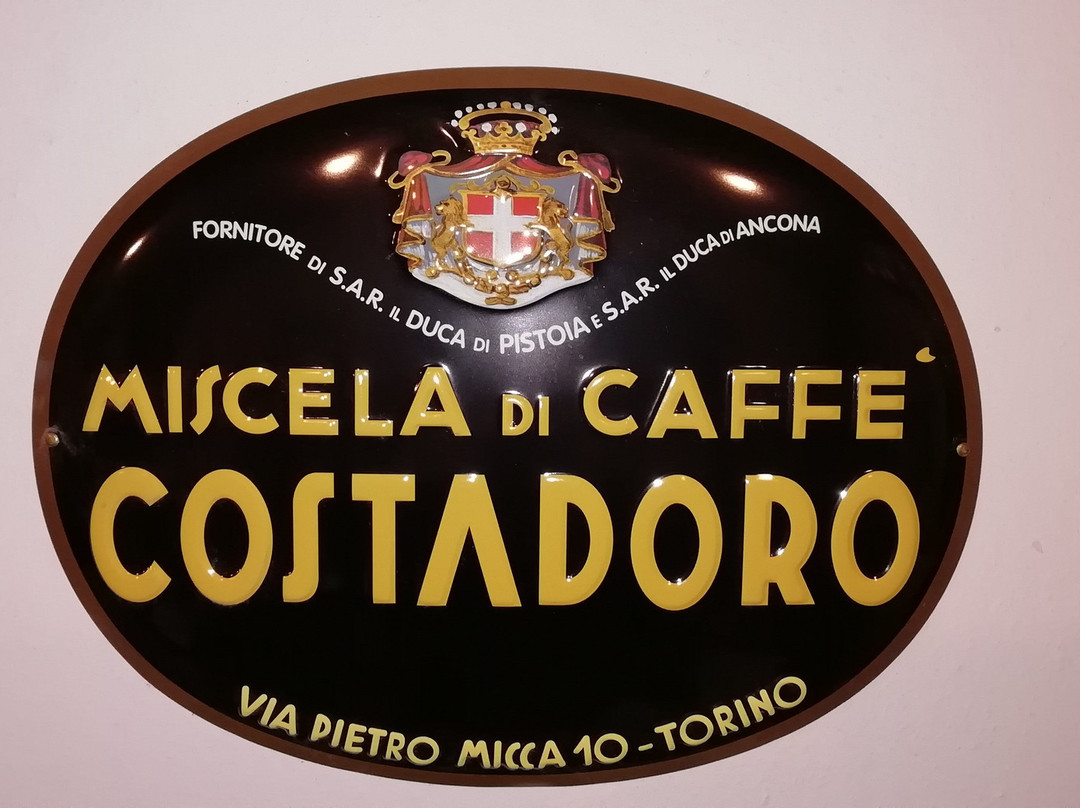 FORNITORE DI S.A.R. IL DUCA DI PISTOIA E S.A.R. IL DUCA DI ANCONA
MISCELA DI CAFFE'
COSTADORO
VIA PIETRO MICCA 10 - TORINO